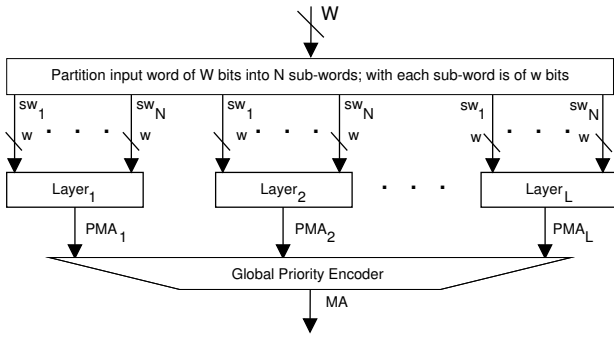 W
Partition input word of W bits into N sub-words; with each sub-word is of w bits
sw1 swN sw1 swN sw1 swN
w w w w w w
Layer1 Layer2 LayerL
PMA1 PMA2 PMAL
Global Priority Encoder
MA